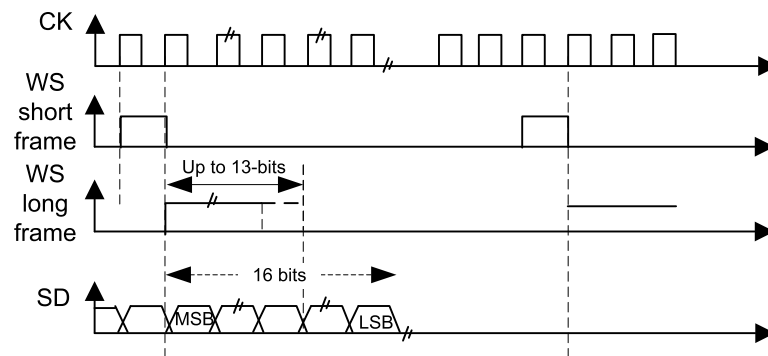 CK
WS
short
frame
Up to 13-bits
WS
long
frame
16 bits
SD
MSB
LSB